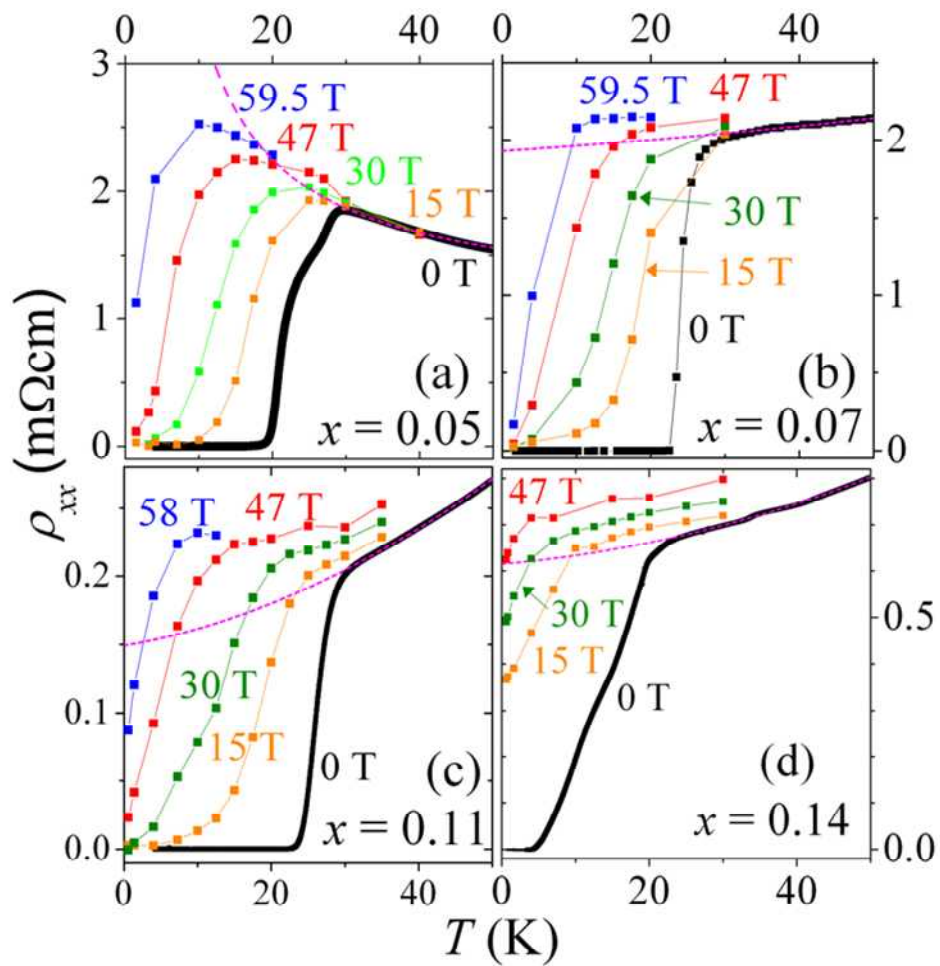 0 20 40 0 20 40
3
2
1
0
59.5 T
47 T
30 T
15 T
0 T
(a)
x = 0.05
59.5 T
47 T
30 T
15 T
0 T
(b)
x = 0.07
2
1
0
ρxx (mΩcm)
0.2
0.1
0.0
58 T
47 T
30 T
15 T
0 T
(c)
x = 0.11
47 T
30 T
15 T
0 T
(d)
x = 0.14
0.5
0.0
0 20 40 0 20 40
T (K)